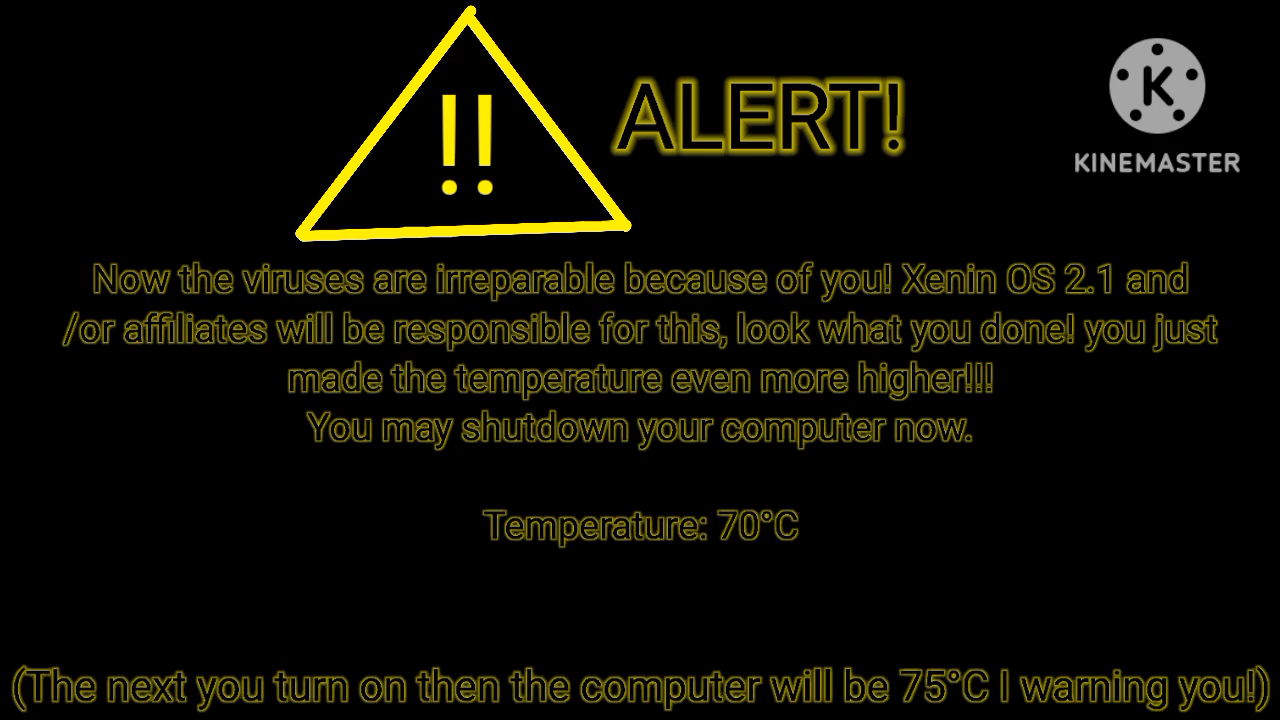 !!
ALERT!
K
KINEMASTER
Now the viruses are irreparable because of you! Xenin OS 2.1 and
/or affiliates will be responsible for this, look what you done! you just
made the temperature even more higher!!!
You may shutdown your computer now.
Temperature: 70°C
(The next you turn on then the computer will be 75°C I warning you!)